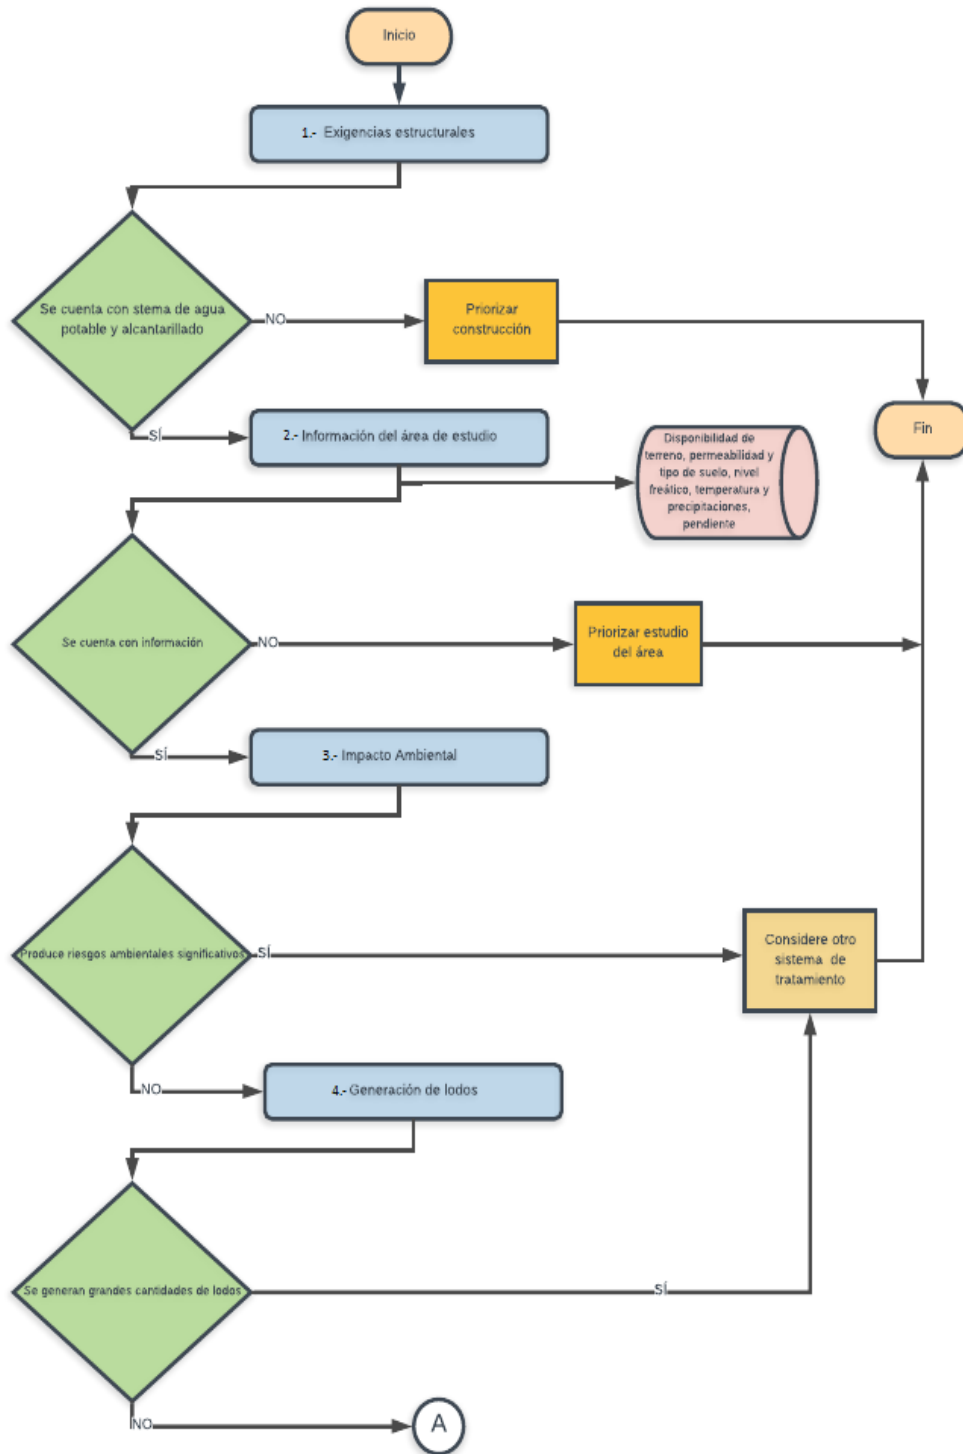 Inicio
1.- Exigencias estructurales
Se cuenta con stema de agua
potable y alcantarillado
NO
Priorizar
construcción
SÍ
2.- Información del área de estudio
Fin
Disponibilidad de
terreno, permeabilidad y
tipo de suelo, nivel
freático, temperatura y
precipitaciones,
pendiente
Se cuenta con información
NO
Priorizar estudio
del área
SÍ
3.- Impacto Ambiental
Produce riesgos ambientales significativos
SÍ
Considere otro
sistema de
tratamiento
NO
4.- Generación de lodos
Se generan grandes cantidades de lodos
SÍ
NO
A